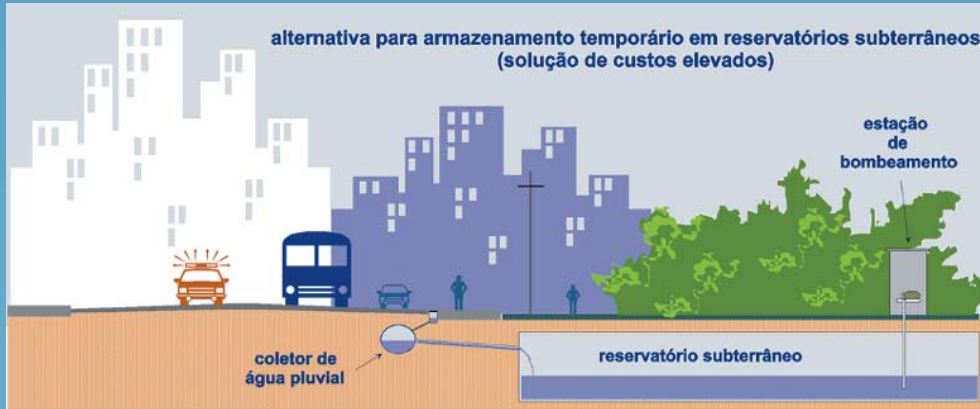 alternativa para armazenamento temporário em reservatórios subterrâneos
(solução de custos elevados)
estação
de
bombeamento
coletor de
água pluvial
reservatório subterrâneo